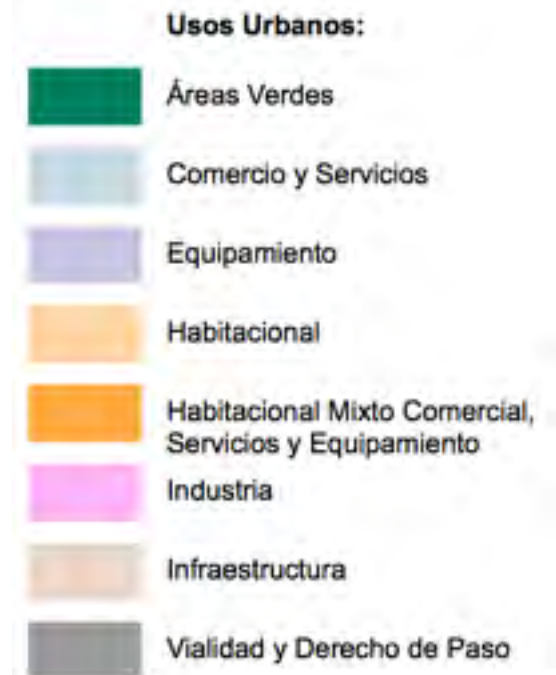 Usos Urbanos:
Áreas Verdes
Comercio y Servicios
Equipamiento
Habitacional
Habitacional Mixto Comercial,
Servicios y Equipamiento
Industria
Infraestructura
Vialidad y Derecho de Paso